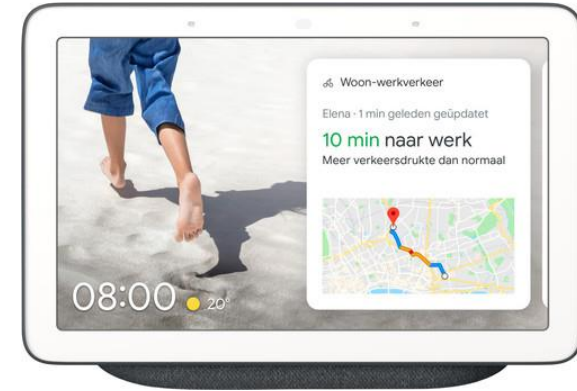 Woon-werkverkeer
Elena · 1 min geleden geüpdatet
10 min naar werk
Meer verkeersdrukte dan normaal
08:00 20°